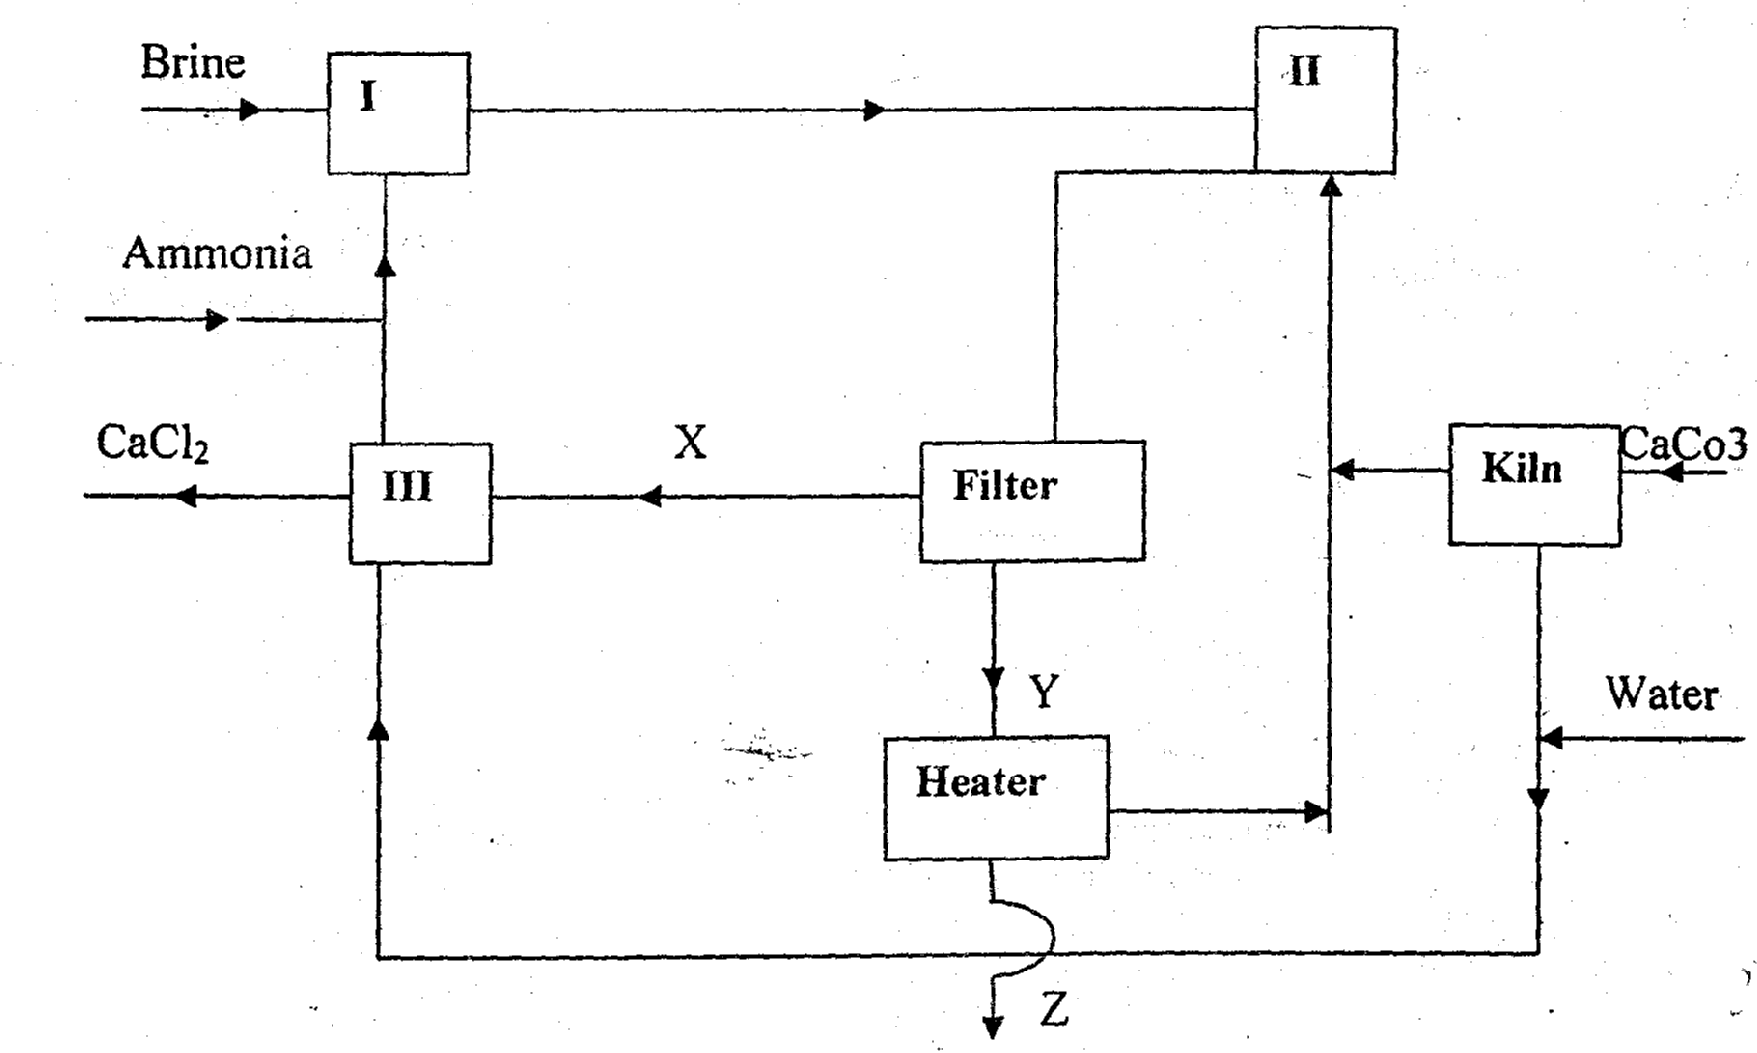 Brine
I
II
Ammonia
CaCl₂
III
X
Filter
Kiln
CaCo3
Y
Water
Heater
Z